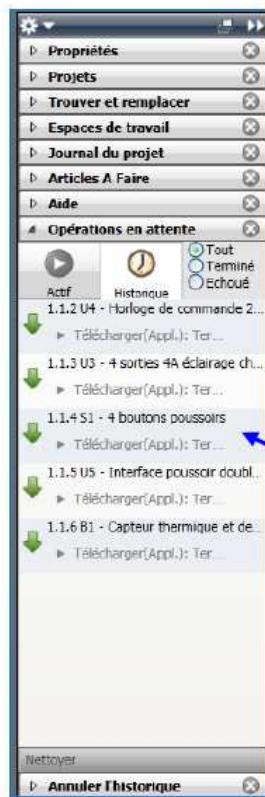 Propriétés
Projets
Trouver et remplacer
Espaces de travail
Journal du projet
Articles A Faire
Aide
Opérations en attente
Actif
Historique
Tout
Terminé
Echoué
1.1.2 U4 - Horloge de commande 2...
Télécharger(Appl.): Ter...
1.1.3 U3 - 4 sorties 4A éclairage ch...
Télécharger(Appl.): Ter...
1.1.4 S1 - 4 boutons poussoirs
Télécharger(Appl.): Ter...
1.1.5 U5 - Interface poussoir doubl...
Télécharger(Appl.): Ter...
1.1.6 B1 - Capteur thermique et de...
Télécharger(Appl.): Ter...
Nettoyer
Annuler l'historique